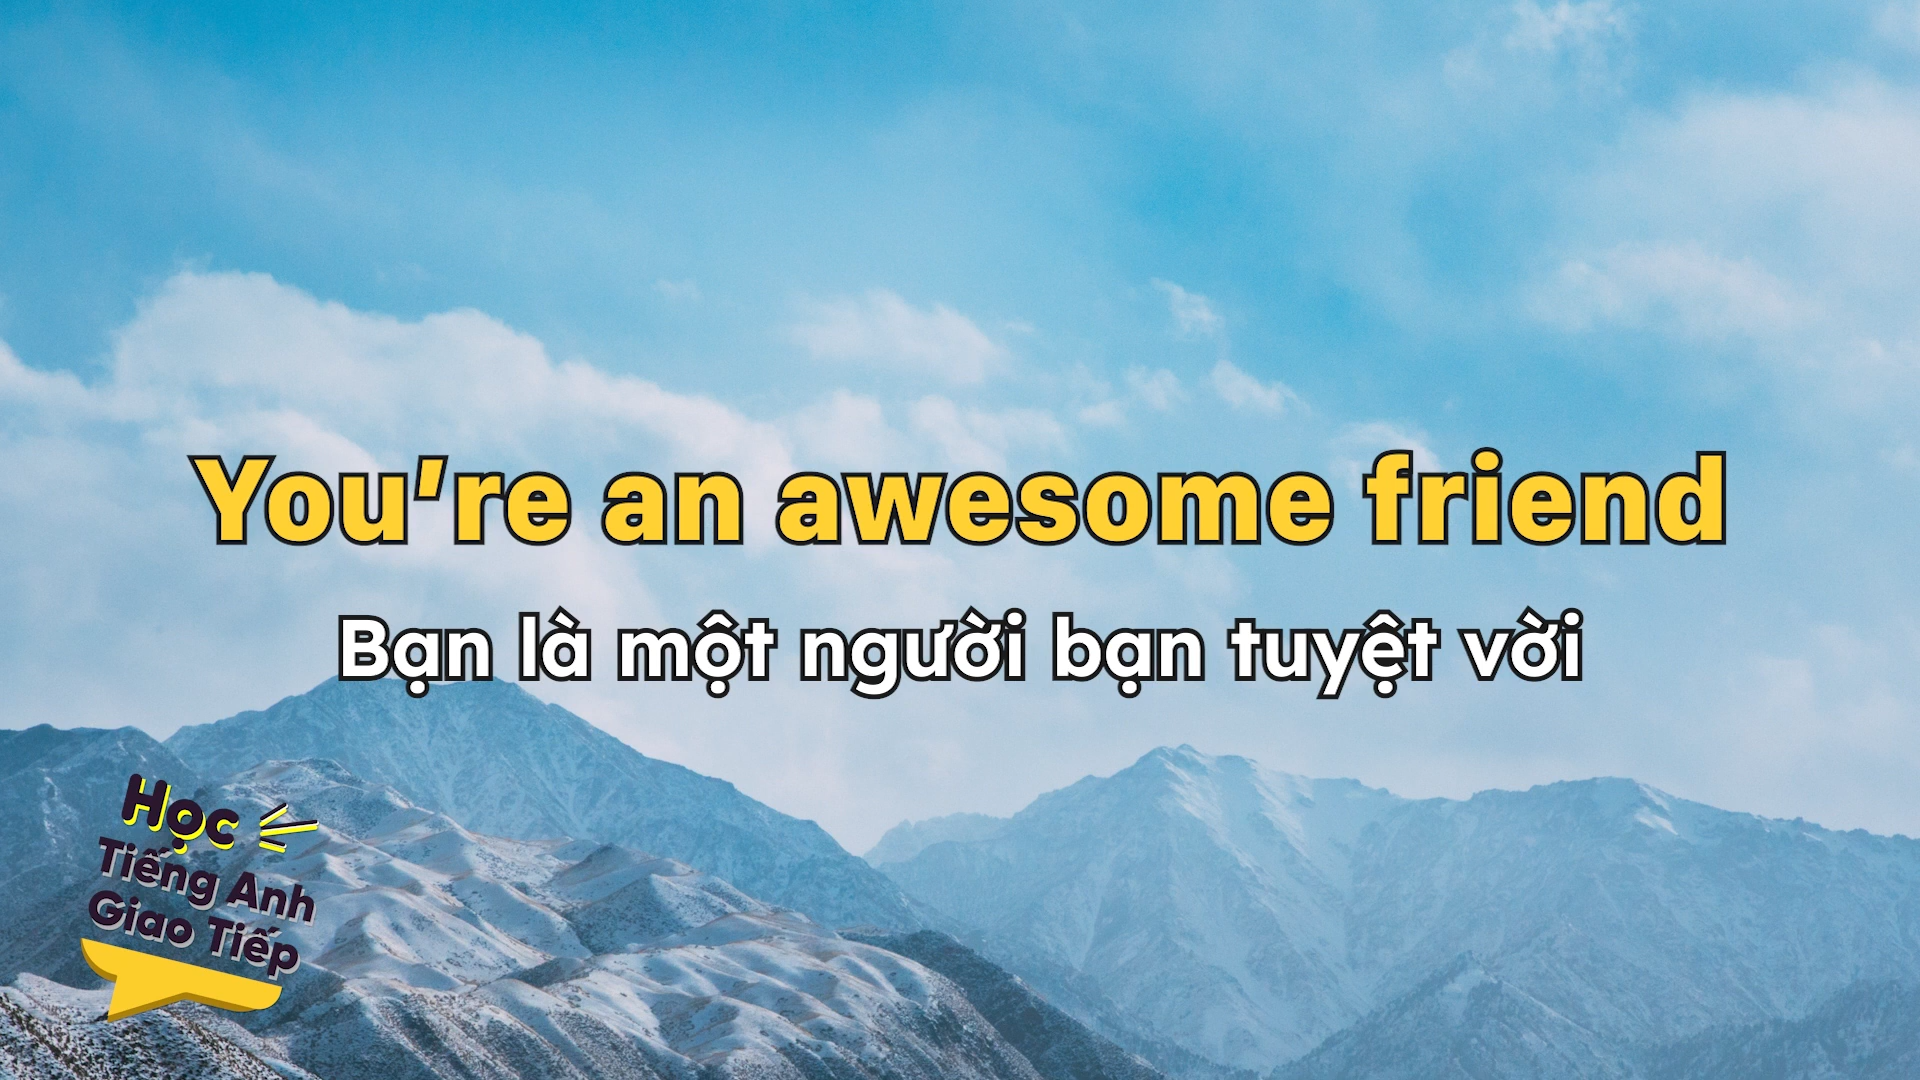 You're an awesome friend
Bạn là một người bạn tuyệt vời
Học
Tiếng Anh
Giao Tiếp